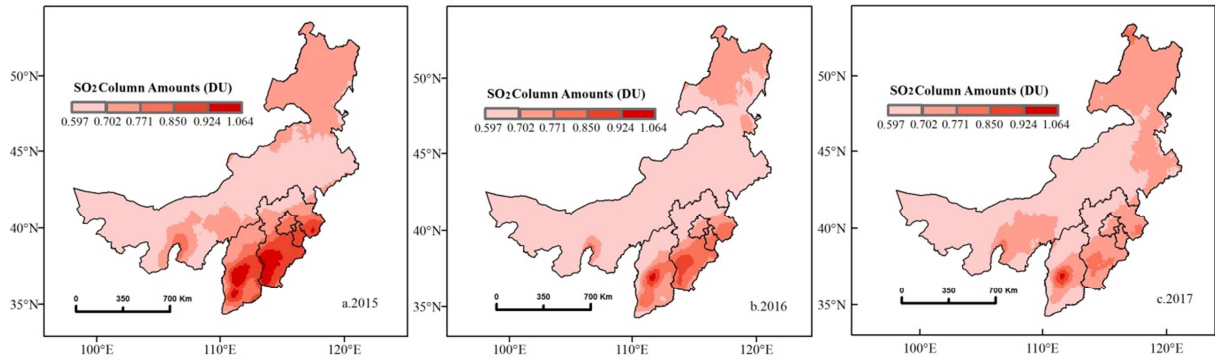 50°N
45°N
40°N
35°N
SO2 Column Amounts (DU)
0.597 0.702 0.771 0.850 0.924 1.064
0 350 700 Km
a.2015
100°E 110°E 120°E
50°N
45°N
40°N
35°N
SO2 Column Amounts (DU)
0.597 0.702 0.771 0.850 0.924 1.064
0 350 700 Km
b.2016
100°E 110°E 120°E
50°N
45°N
40°N
35°N
SO2 Column Amounts (DU)
0.597 0.702 0.771 0.850 0.924 1.064
0 350 700 Km
c.2017
100°E 110°E 120°E